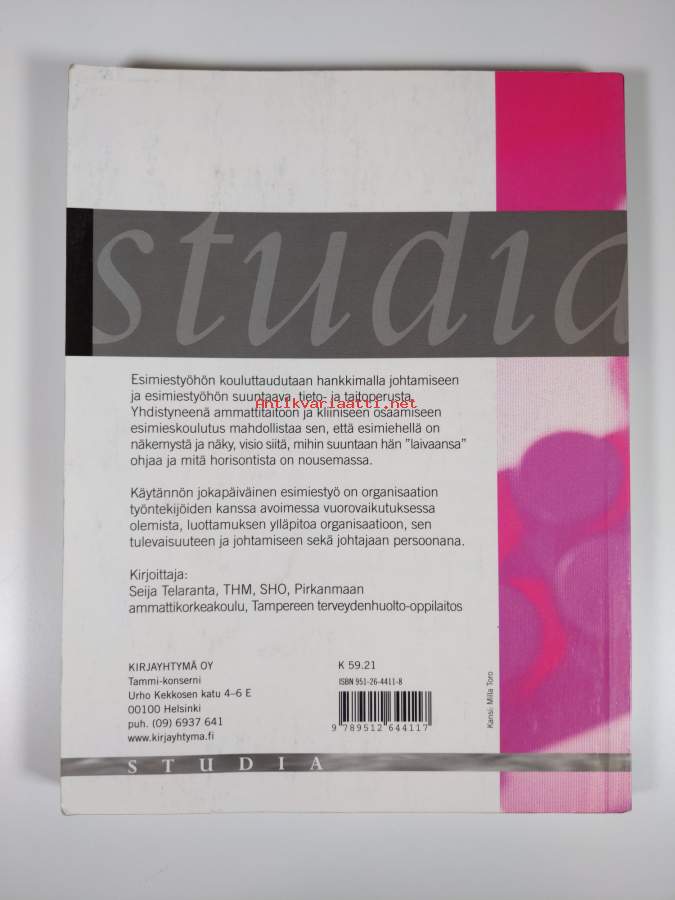 studia
Esimiestyöhön kouluttaudutaan hankkimalla johtamiseen
ja esimiestyöhön suuntaava, tieto- ja taitoperusta.
Antikvariaatti.net
Yhdistyneenä ammattitaitoon ja kliiniseen osaamiseen
esimieskoulutus mahdollistaa sen, että esimiehellä on
näkemystä ja näky, visio siitä, mihin suuntaan hän "laivaansa"
ohjaa ja mitä horisontista on nousemassa.
Käytännön jokapäiväinen esimiestyö on organisaation
työntekijöiden kanssa avoimessa vuorovaikutuksessa
olemista, luottamuksen ylläpitoa organisaatioon, sen
tulevaisuuteen ja johtamiseen sekä johtajaan persoonana.
Kirjoittaja:
Seija Telaranta, THM, SHO, Pirkanmaan
ammattikorkeakoulu, Tampereen terveydenhuolto-oppilaitos
KIRJAYHTYMÄ OY
Tammi-konserni
Urho Kekkosen katu 4–6 E
00100 Helsinki
puh. (09) 6937 641
www.kirjayhtyma.fi
K 59.21
ISBN 951-26-4411-8
9 789512 644117
Kansi: Milla Toro
STUDIA